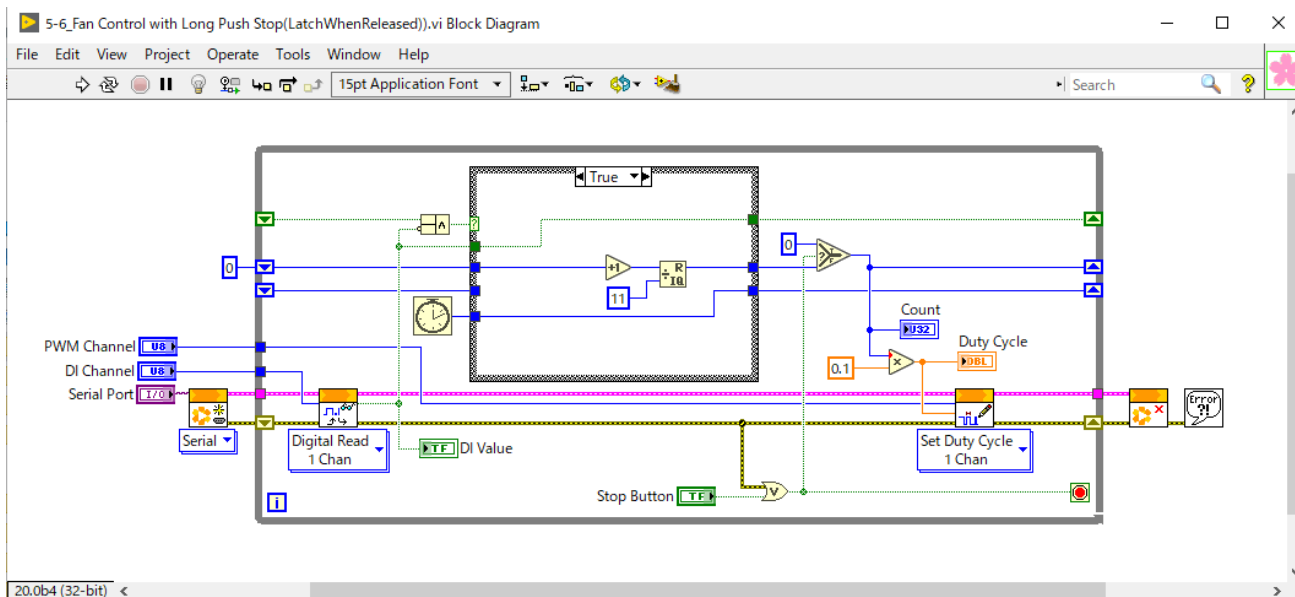 5-6_Fan Control with Long Push Stop(LatchWhenReleased)).vi Block Diagram
File Edit View Project Operate Tools Window Help
15pt Application Font
Search
True
A
?
0
0
+1
R
IQ
11
? T F
Count
U32
Duty Cycle
DBL
0.1
x
PWM Channel U8
DI Channel U8
Serial Port I/O
Serial
Digital Read
1 Chan
TF DI Value
Set Duty Cycle
1 Chan
Error
?!
Stop Button TF
V
i
20.0b4 (32-bit)